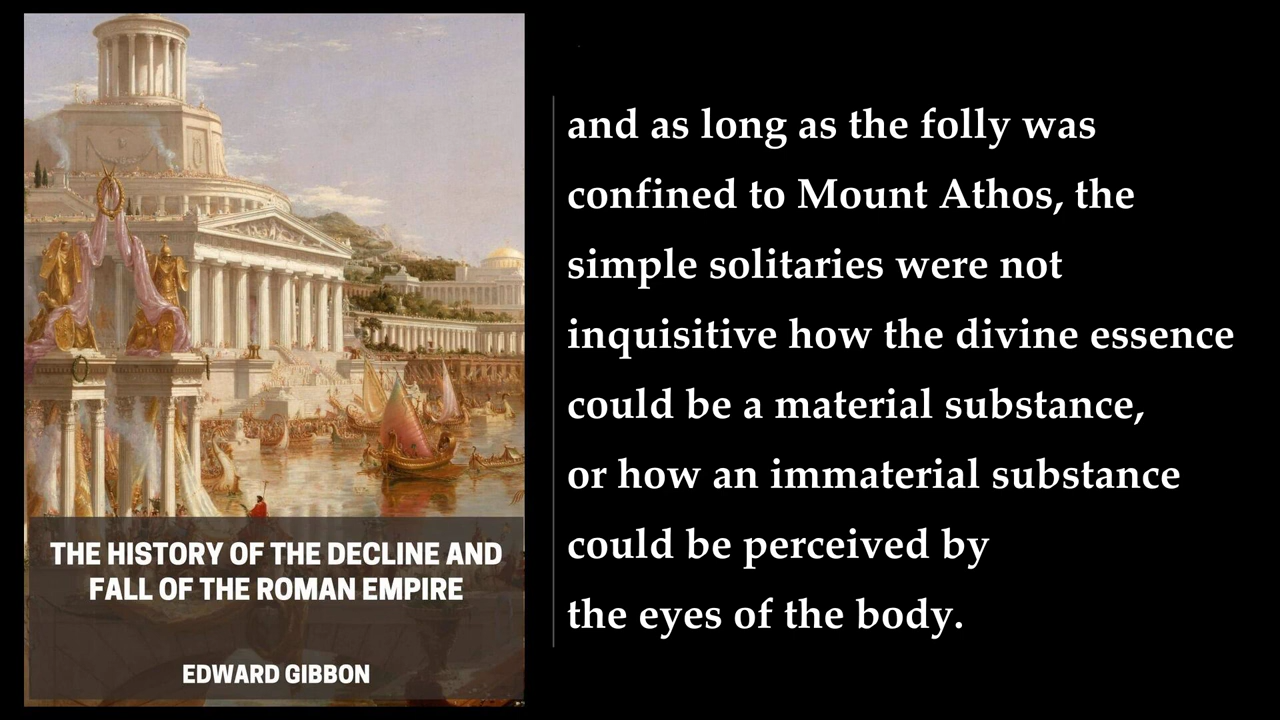 THE HISTORY OF THE DECLINE AND
FALL OF THE ROMAN EMPIRE
EDWARD GIBBON
and as long as the folly was
confined to Mount Athos, the
simple solitaries were not
inquisitive how the divine essence
could be a material substance,
or how an immaterial substance
could be perceived by
the eyes of the body.